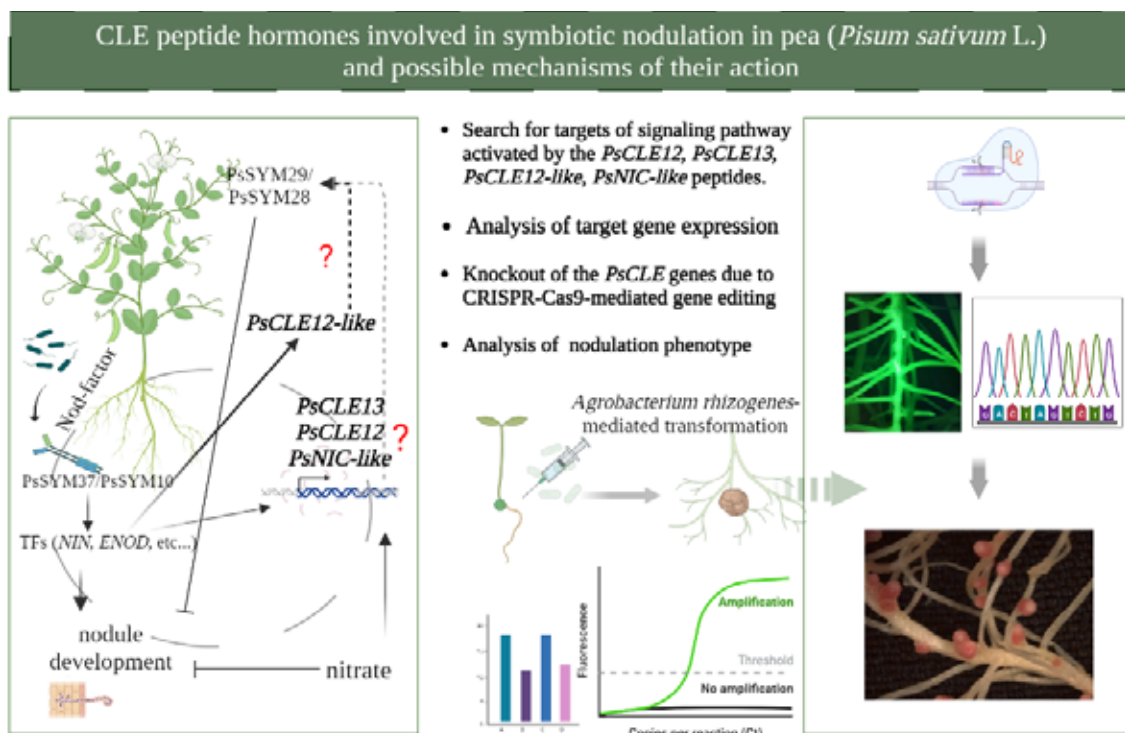 CLE peptide hormones involved in symbiotic nodulation in pea (Pisum sativum L.)
and possible mechanisms of their action
PsSYM29/
PsSYM28
?
PsCLE12-like
Nod-factor
PsCLE13
PsCLE12
PsNIC-like
?
PsSYM37/PsSYM10
TFs (NIN, ENOD, etc...)
nodule
development
nitrate
• Search for targets of signaling pathway
activated by the PsCLE12, PsCLE13,
PsCLE12-like, PsNIC-like peptides.
• Analysis of target gene expression
• Knockout of the PsCLE genes due to
CRISPR-Cas9-mediated gene editing
• Analysis of nodulation phenotype
Agrobacterium rhizogenes-
mediated transformation
Fluorescence
Amplification
Threshold
No amplification